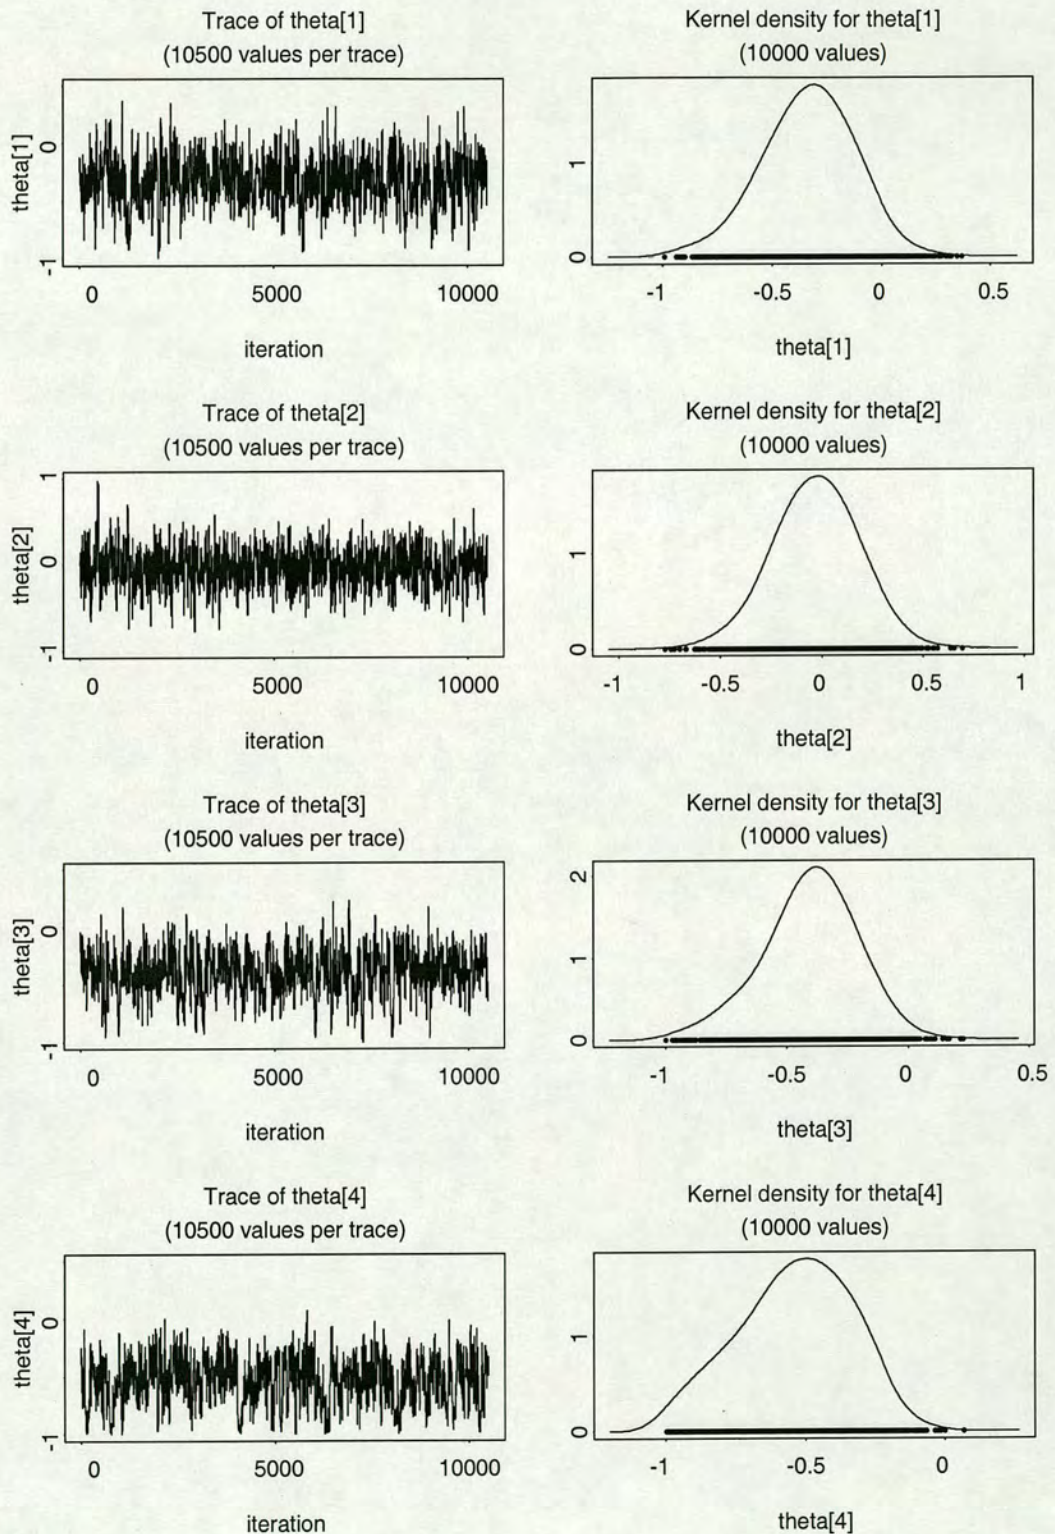 Trace of theta[1]
(10500 values per trace)
theta[1]
0
-1
0 5000 10000
iteration
Kernel density for theta[1]
(10000 values)
1
0
-1 -0.5 0 0.5
theta[1]
Trace of theta[2]
(10500 values per trace)
theta[2]
1
0
-1
0 5000 10000
iteration
Kernel density for theta[2]
(10000 values)
1
0
-1 -0.5 0 0.5 1
theta[2]
Trace of theta[3]
(10500 values per trace)
theta[3]
0
-1
0 5000 10000
iteration
Kernel density for theta[3]
(10000 values)
2
1
0
-1 -0.5 0 0.5
theta[3]
Trace of theta[4]
(10500 values per trace)
theta[4]
0
-1
0 5000 10000
iteration
Kernel density for theta[4]
(10000 values)
1
0
-1 -0.5 0
theta[4]